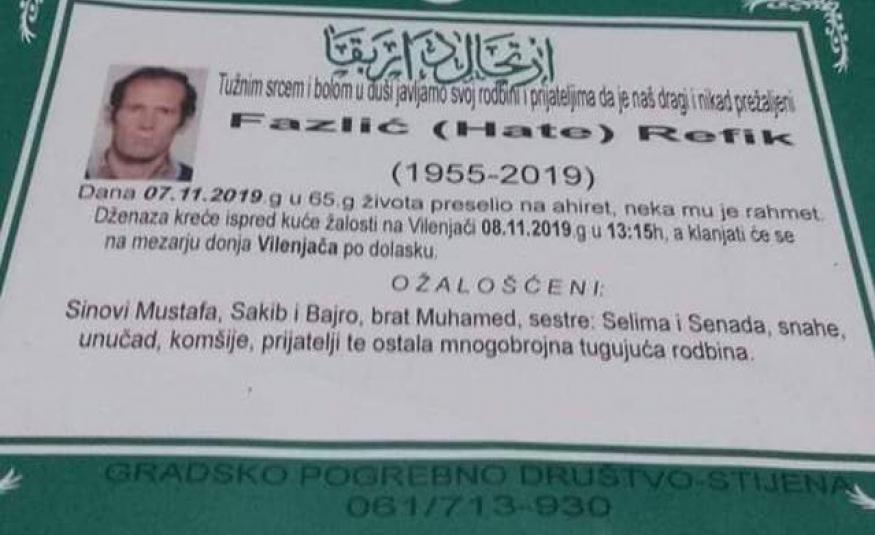 ارتحال دار بقا
Tužnim srcem i bolom u duši javljamo svoj rodbini i prijateljima da je naš dragi i nikad prežaljeni
Fazlić (Hate) Refik
(1955-2019)
Dana 07.11.2019.g u 65.g života preselio na ahiret, neka mu je rahmet.
Dženaza kreće ispred kuće žalosti na Vilenjači 08.11.2019.g u 13:15h, a klanjati će se
na mezarju donja Vilenjača po dolasku.
OŽALOŠĆENI:
Sinovi Mustafa, Sakib i Bajro, brat Muhamed, sestre: Selima i Senada, snahe,
unučad, komšije, prijatelji te ostala mnogobrojna tugujuća rodbina.
GRADSKO POGREBNO DRUŠTVO-STIJENA
061/713-930